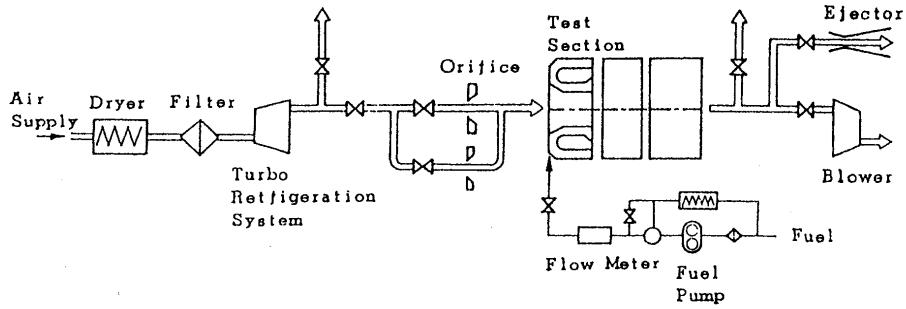 Ejector
Test
Section
Orifice
Air
Supply
Dryer
Filter
Turbo
Retfigeration
System
Blower
Flow Meter
Fuel
Pump
Fuel